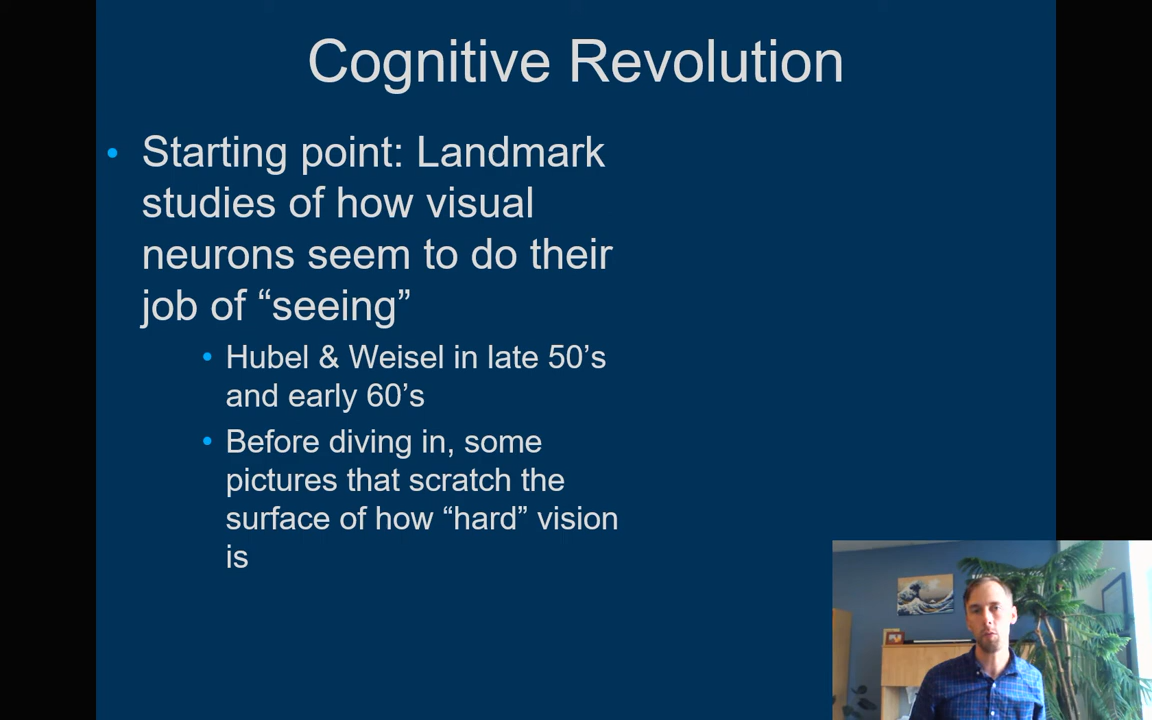 Cognitive Revolution
• Starting point: Landmark
studies of how visual
neurons seem to do their
job of “seeing”
• Hubel & Weisel in late 50’s
and early 60’s
• Before diving in, some
pictures that scratch the
surface of how “hard” vision
is